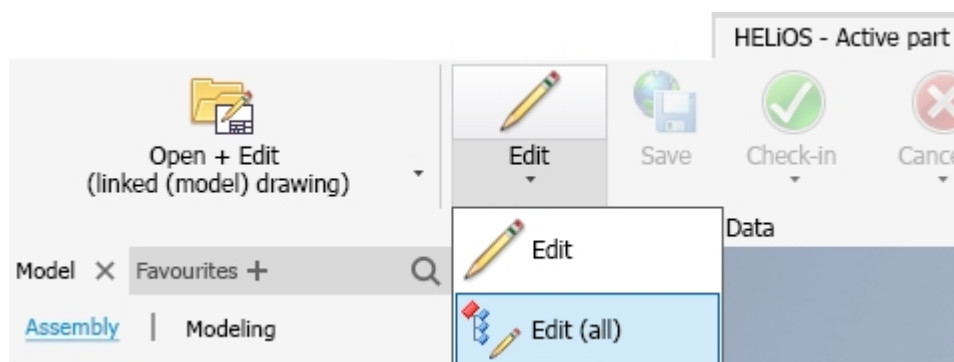 HELiOS - Active part
Open + Edit
(linked (model) drawing)
Edit
Save
Check-in
Data
Edit
Model
Favourites +
Edit (all)
Assembly | Modeling